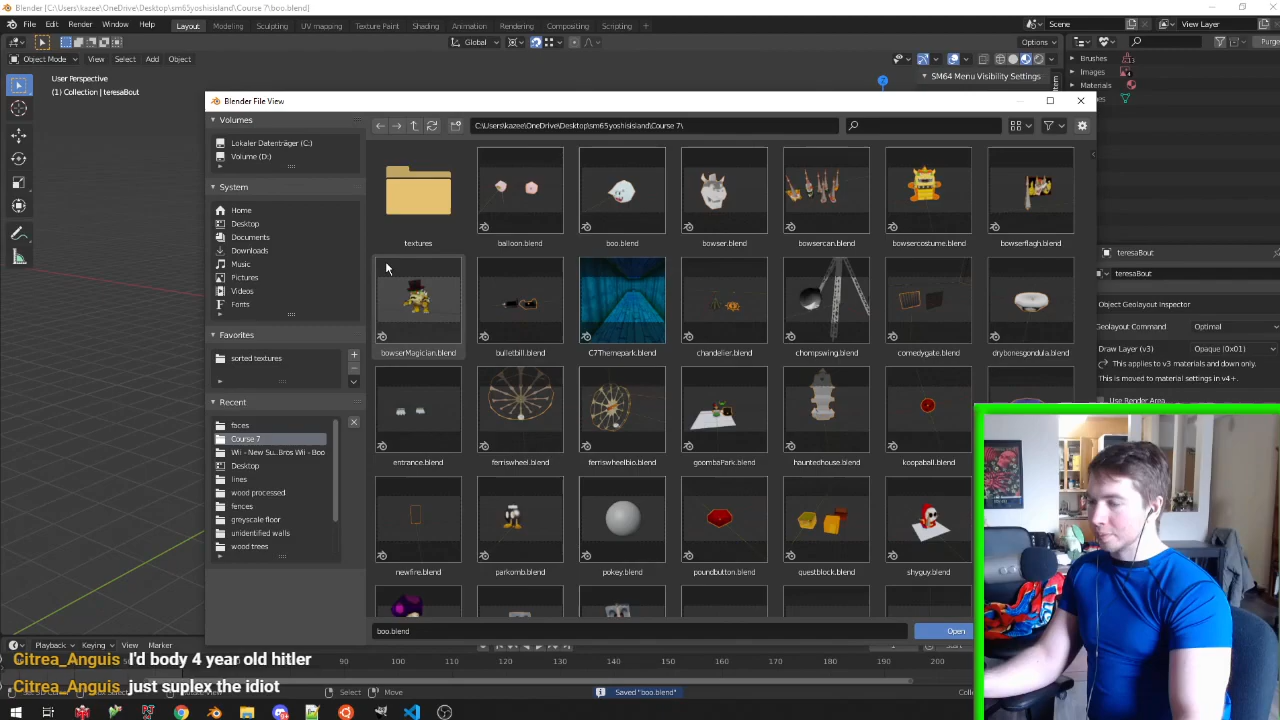 Blender [C:\Users\kazee\OneDrive\Desktop\sm65yoshisisland\Course 7\boo.blend]
File Edit Render Window Help Layout Modeling Sculpting UV mapping Texture Paint Shading Animation Rendering Compositing Scripting Scene View Layer
Global Options Purge
Object Mode View Select Add Object
User Perspective
(1) Collection | teresaBout
SM64 Menu Visibility Settings
Item
Brushes
Images
Materials
Blender File View
Volumes
Lokaler Datenträger (C:)
Volume (D:)
System
Home
Desktop
Documents
Downloads
Music
Pictures
Videos
Fonts
Favorites
sorted textures
Recent
faces
Course 7
Wii - New Su...Bros Wii - Boo
Desktop
lines
wood processed
fences
greyscale floor
unidentified walls
wood trees
C:\Users\kazee\OneDrive\Desktop\sm65yoshisisland\Course 7\
textures balloon.blend boo.blend bowser.blend bowsercan.blend bowsercostume.blend bowserflagh.blend
bowserMagician.blend bulletbill.blend C7Themepark.blend chandelier.blend chompswing.blend comedygate.blend drybonesgondula.blend
entrance.blend ferriswheel.blend ferriswheelbio.blend goombaPark.blend hauntedhouse.blend koopaball.blend
newfire.blend parkomb.blend pokey.blend poundbutton.blend questblock.blend shyguy.blend
boo.blend Open
teresaBout
teresaBout
Object Geolayout Inspector
Geolayout Command Optimal
Draw Layer (v3) Opaque (0x01)
This applies to v3 materials and down only.
This is moved to material settings in v4+.
Use Render Area
Playback Keying View Marker
90 100 110 120 130 140 150 160 170 180 190 200
Select Move Saved "boo.blend"
Citrea_Anguis I'd body 4 year old hitler
Citrea_Anguis just suplex the idiot